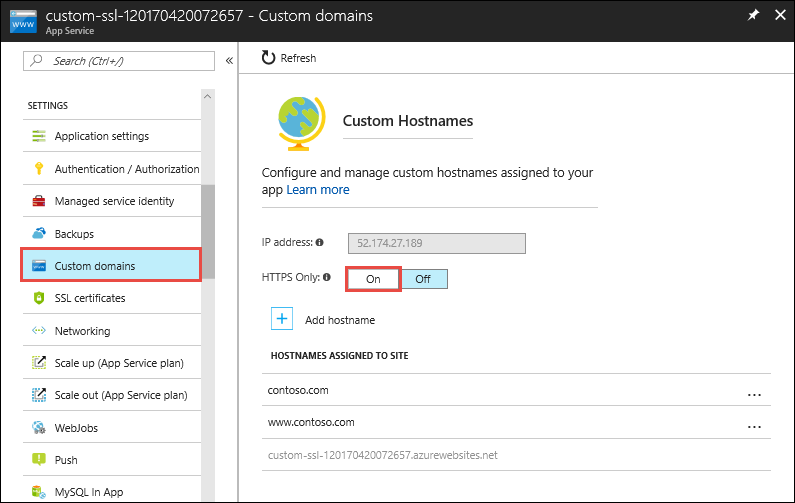 custom-ssl-120170420072657 - Custom domains
App Service
Search (Ctrl+/)
«
SETTINGS
Application settings
Authentication / Authorization
Managed service identity
Backups
Custom domains
SSL certificates
Networking
Scale up (App Service plan)
Scale out (App Service plan)
WebJobs
Push
MySQL In App
Refresh
Custom Hostnames
Configure and manage custom hostnames assigned to your
app Learn more
IP address: 52.174.27.189
HTTPS Only: On Off
+ Add hostname
HOSTNAMES ASSIGNED TO SITE
contoso.com ...
www.contoso.com ...
custom-ssl-120170420072657.azurewebsites.net